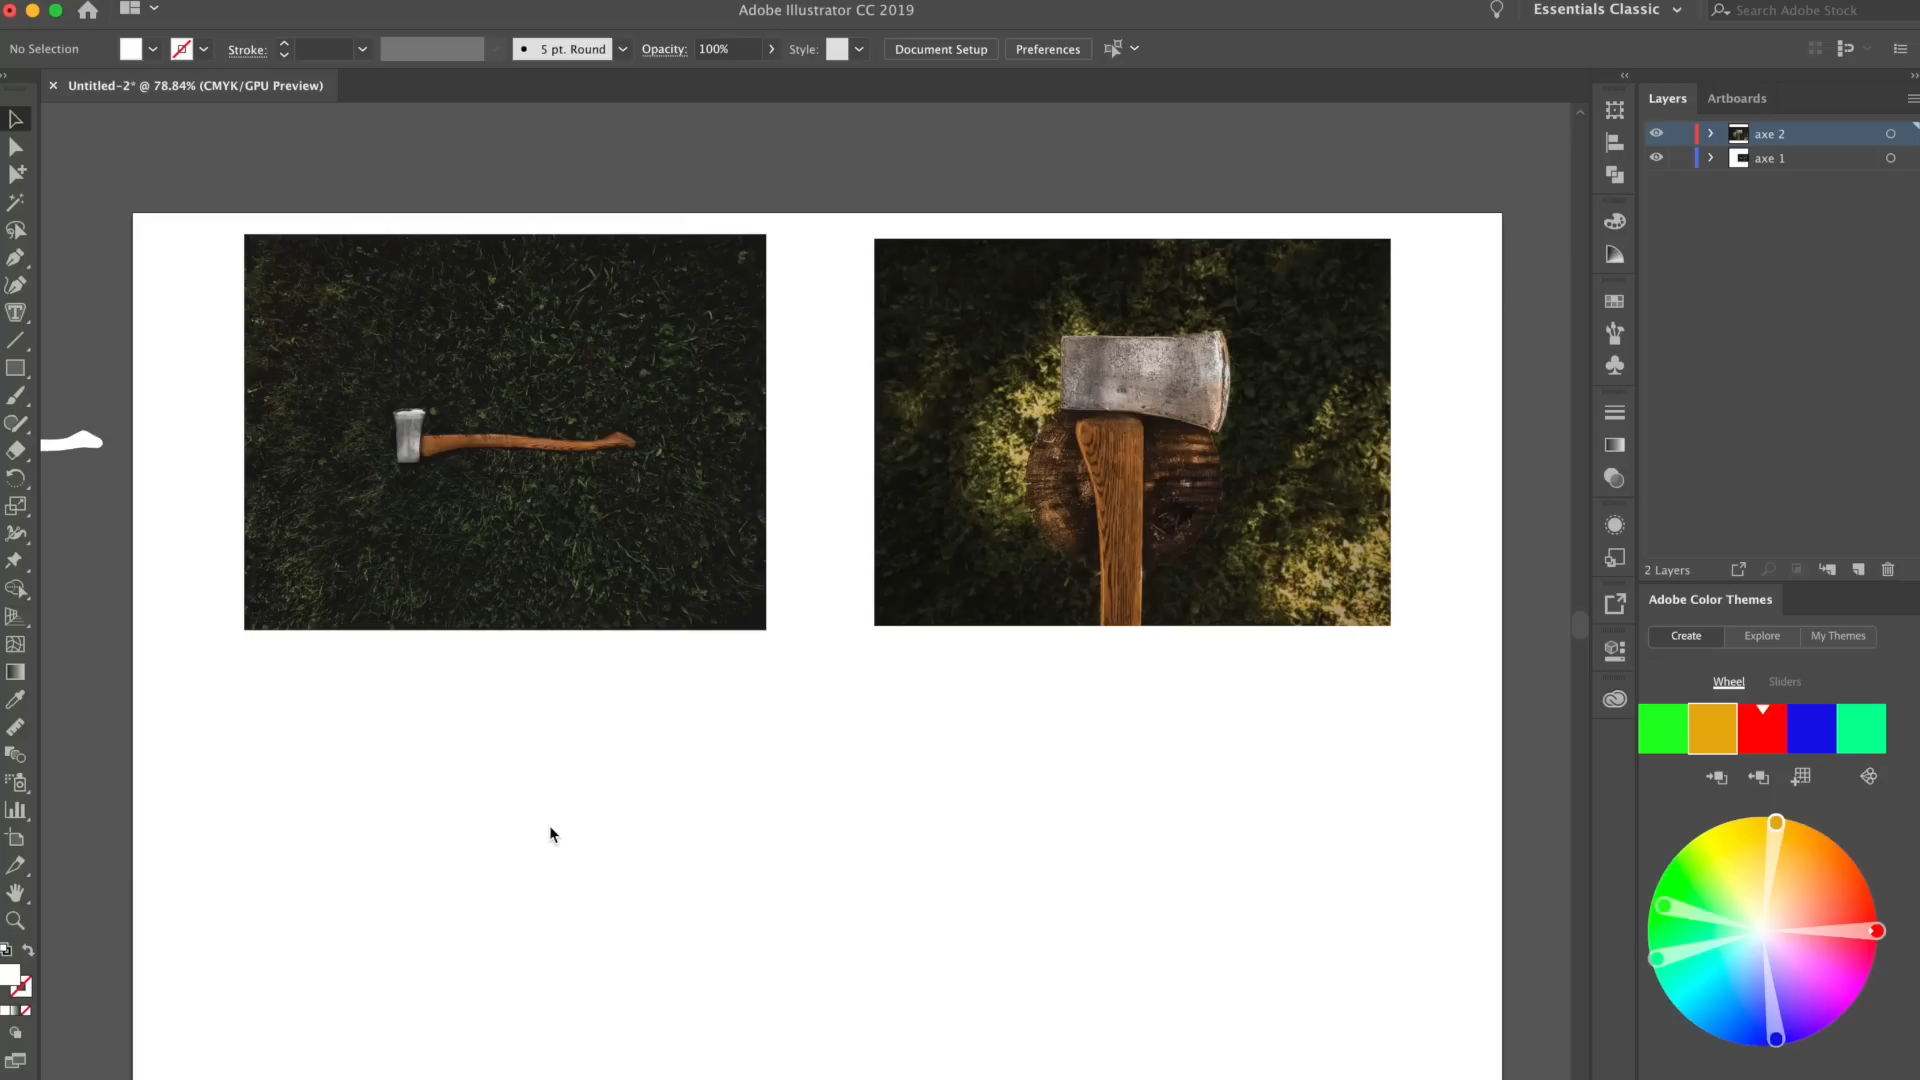 Adobe Illustrator CC 2019
Essentials Classic
Search Adobe Stock
No Selection
Stroke:
5 pt. Round
Opacity: 100%
Style:
Document Setup
Preferences
× Untitled-2* @ 78.84% (CMYK/GPU Preview)
Layers
Artboards
axe 2
axe 1
2 Layers
Adobe Color Themes
Create
Explore
My Themes
Wheel
Sliders